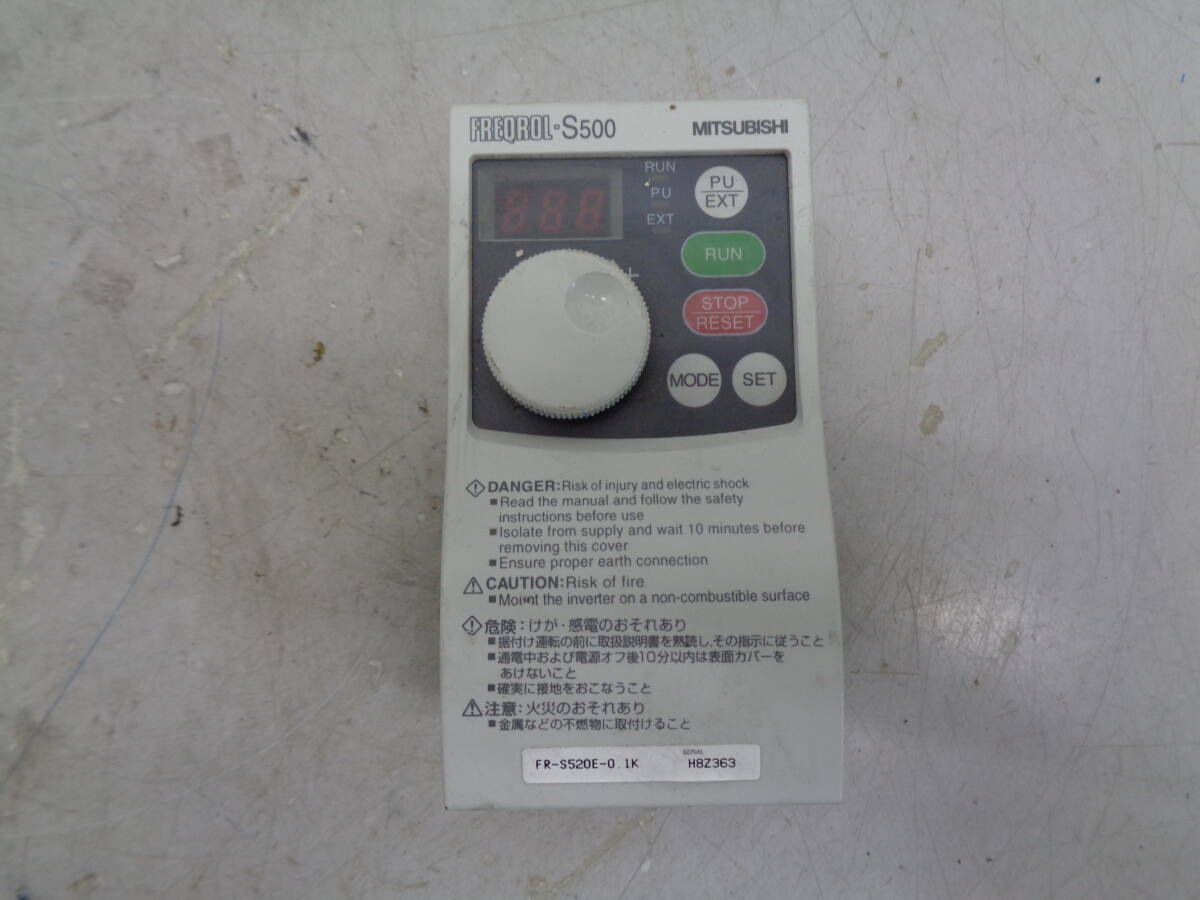 FREQROL-S500
MITSUBISHI
888
RUN
PU
EXT
PU
EXT
RUN
STOP
RESET
MODE
SET
DANGER:Risk of injury and electric shock
■Read the manual and follow the safety
instructions before use
■Isolate from supply and wait 10 minutes before
removing this cover
■Ensure proper earth connection
CAUTION:Risk of fire
■Mount the inverter on a non-combustible surface
危険:けが・感電のおそれあり
■据付け運転の前に取扱説明書を熟読し,その指示に従うこと
■通電中および電源オフ後10分以内は表面カバーを
あけないこと
■確実に接地をおこなうこと
注意:火災のおそれあり
■金属などの不燃物に取付けること
SERIAL
FR-S520E-0.1K H8Z363